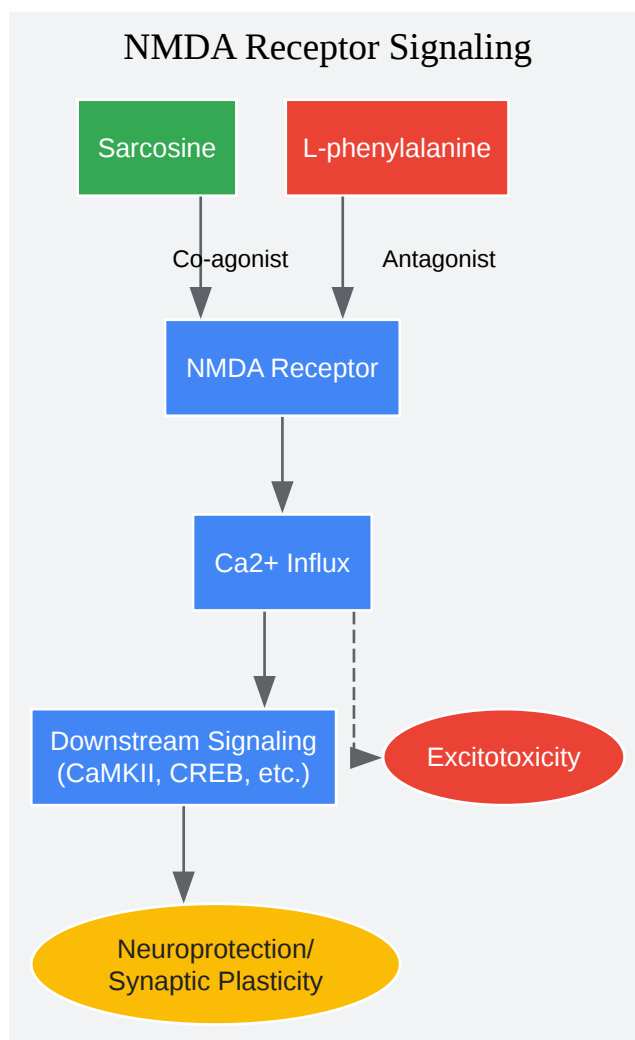 NMDA Receptor Signaling
Sarcosine
L-phenylalanine
Co-agonist
Antagonist
NMDA Receptor
Ca2+ Influx
Downstream Signaling
(CaMKII, CREB, etc.)
Excitotoxicity
Neuroprotection/
Synaptic Plasticity